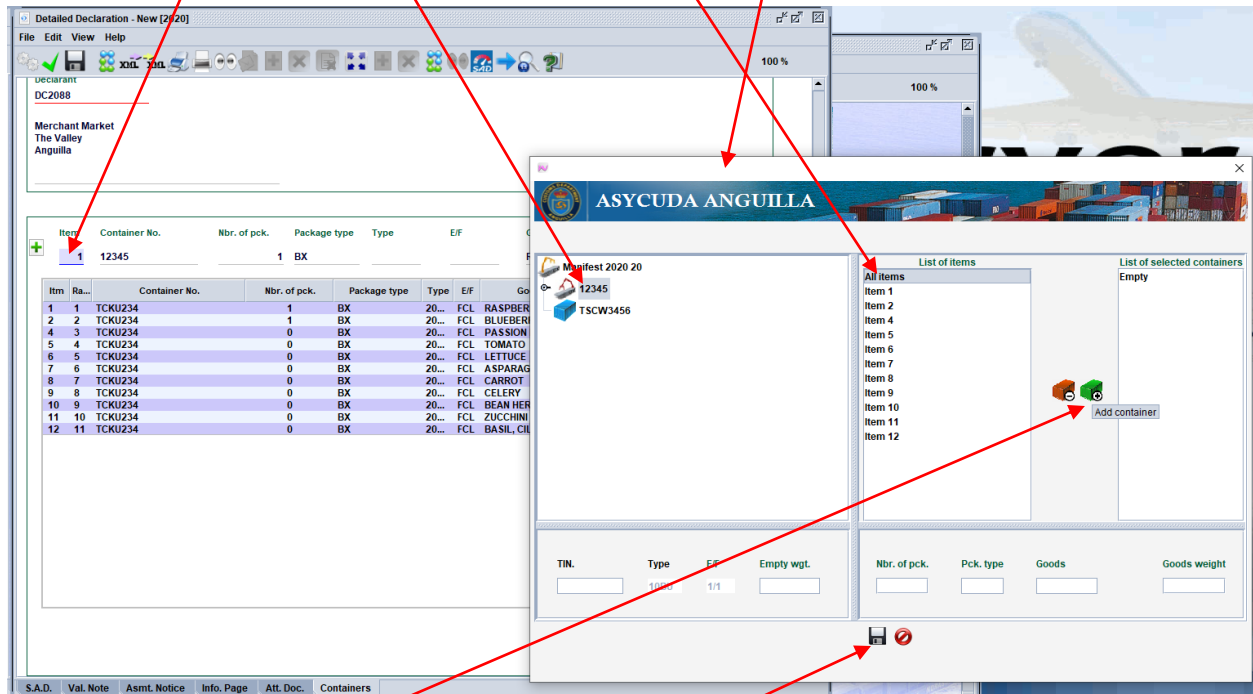 Detailed Declaration - New [2020]
File Edit View Help
100 %
Declarant
DC2088
Merchant Market
The Valley
Anguilla
Item Container No. Nbr. of pck. Package type Type E/F
1 12345 1 BX
Itm Ra... Container No. Nbr. of pck. Package type Type E/F Go
1 1 TCKU234 1 BX 20... FCL RASPBER
2 2 TCKU234 1 BX 20... FCL BLUEBER
4 3 TCKU234 0 BX 20... FCL PASSION
5 4 TCKU234 0 BX 20... FCL TOMATO
6 5 TCKU234 0 BX 20... FCL LETTUCE
7 6 TCKU234 0 BX 20... FCL ASPARAG
8 7 TCKU234 0 BX 20... FCL CARROT
9 8 TCKU234 0 BX 20... FCL CELERY
10 9 TCKU234 0 BX 20... FCL BEAN HER
11 10 TCKU234 0 BX 20... FCL ZUCCHINI
12 11 TCKU234 0 BX 20... FCL BASIL, CIL
S.A.D. Val. Note Asmt. Notice Info. Page Att. Doc. Containers
100 %
ASYCUDA ANGUILLA
Manifest 2020 20
12345
TSCW3456
List of items
All items
Item 1
Item 2
Item 4
Item 5
Item 6
Item 7
Item 8
Item 9
Item 10
Item 11
Item 12
List of selected containers
Empty
Add container
TIN. Type E/F Empty wgt.
1/1
Nbr. of pck. Pck. type Goods Goods weight